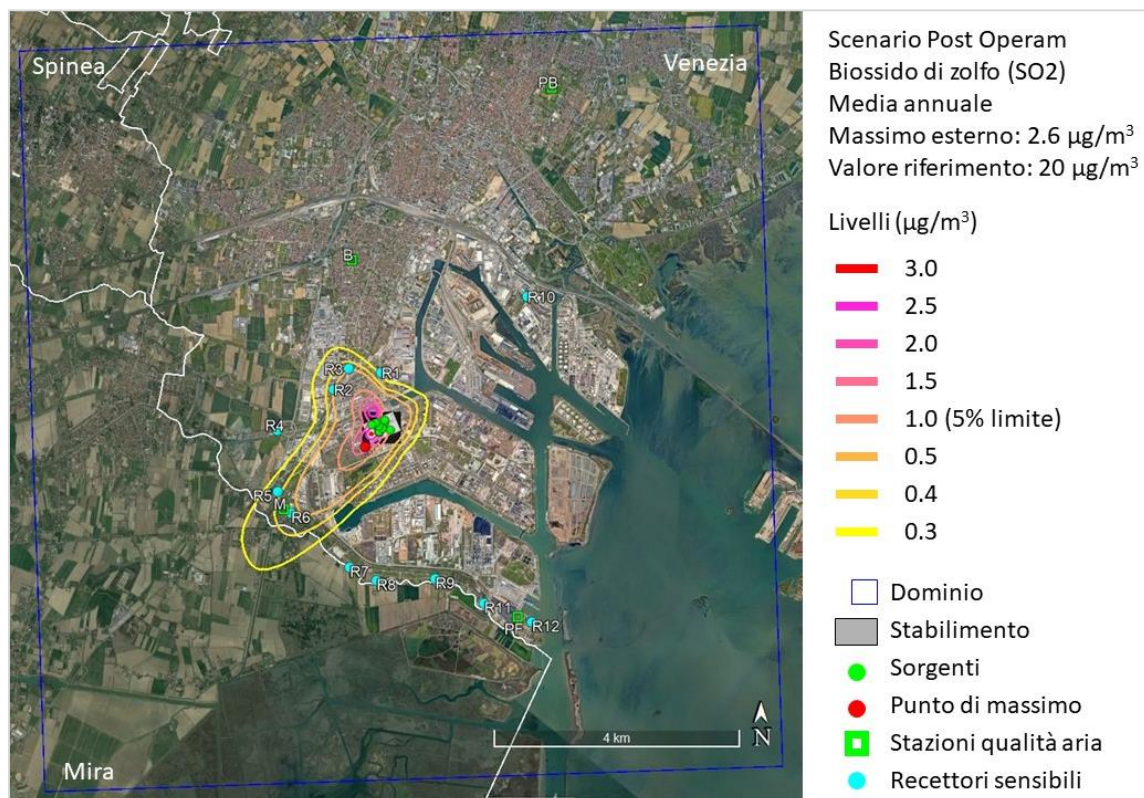 Spinea
Venezia
PB
B
R10
R3
R1
R2
R4
R5
M
R6
R7
R8
R9
R11
PF
R12
4 km
N
Mira
Scenario Post Operam
Biossido di zolfo (SO2)
Media annuale
Massimo esterno: 2.6 µg/m³
Valore riferimento: 20 µg/m³
Livelli (µg/m³)
3.0
2.5
2.0
1.5
1.0 (5% limite)
0.5
0.4
0.3
Dominio
Stabilimento
Sorgenti
Punto di massimo
Stazioni qualità aria
Recettori sensibili